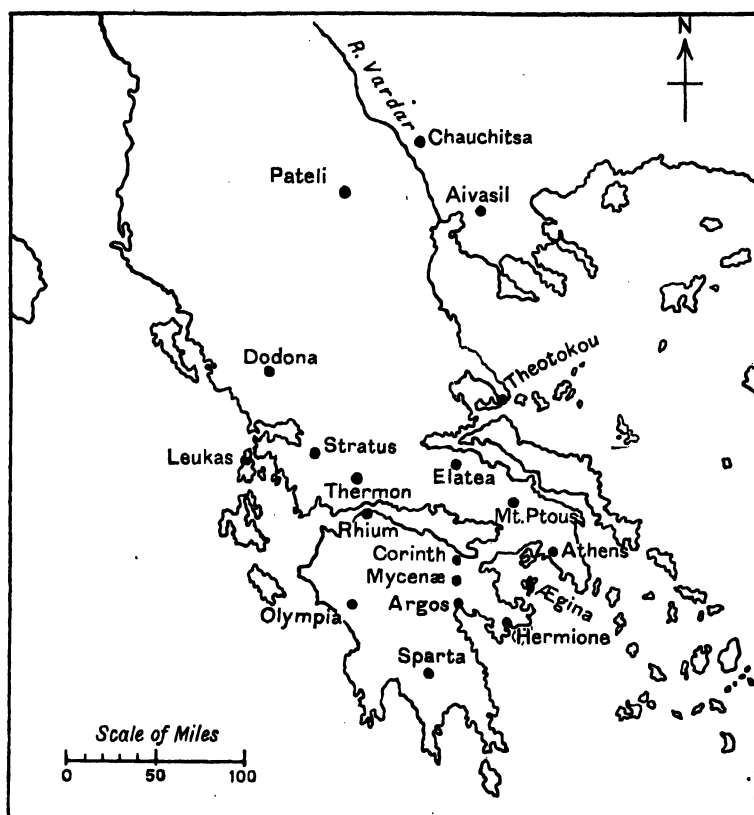 N
R. Vardar
Chauchitsa
Pateli
Aivasil
Dodona
Theotokou
Leukas
Stratus
Elatea
Thermon
Mt. Ptous
Rhium
Corinth
Athens
Mycenæ
Ægina
Olympia
Argos
Hermione
Sparta
Scale of Miles
0 50 100